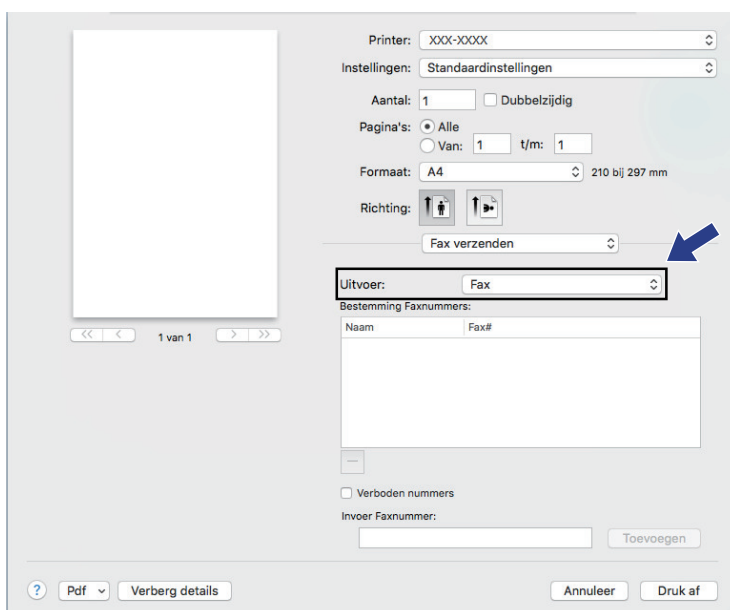 Printer: XXX-XXXX
Instellingen: Standaardinstellingen
Aantal: 1 Dubbelzijdig
Pagina's: Alle
Van: 1 t/m: 1
Formaat: A4 210 bij 297 mm
Richting:
Fax verzenden
Uitvoer: Fax
Bestemming Faxnummers:
Naam Fax#
1 van 1
Verboden nummers
Invoer Faxnummer:
Toevoegen
? Pdf Verberg details Annuleer Druk af